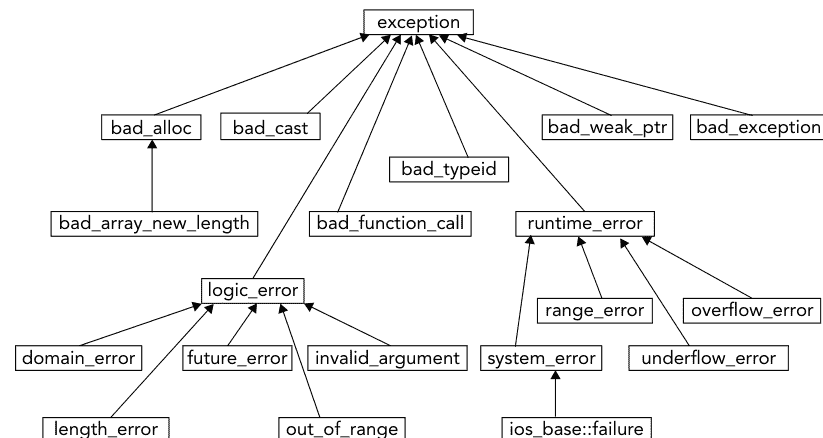 exception
bad_alloc
bad_cast
bad_weak_ptr
bad_exception
bad_typeid
bad_array_new_length
bad_function_call
runtime_error
logic_error
range_error
overflow_error
domain_error
future_error
invalid_argument
system_error
underflow_error
length_error
out_of_range
ios_base::failure